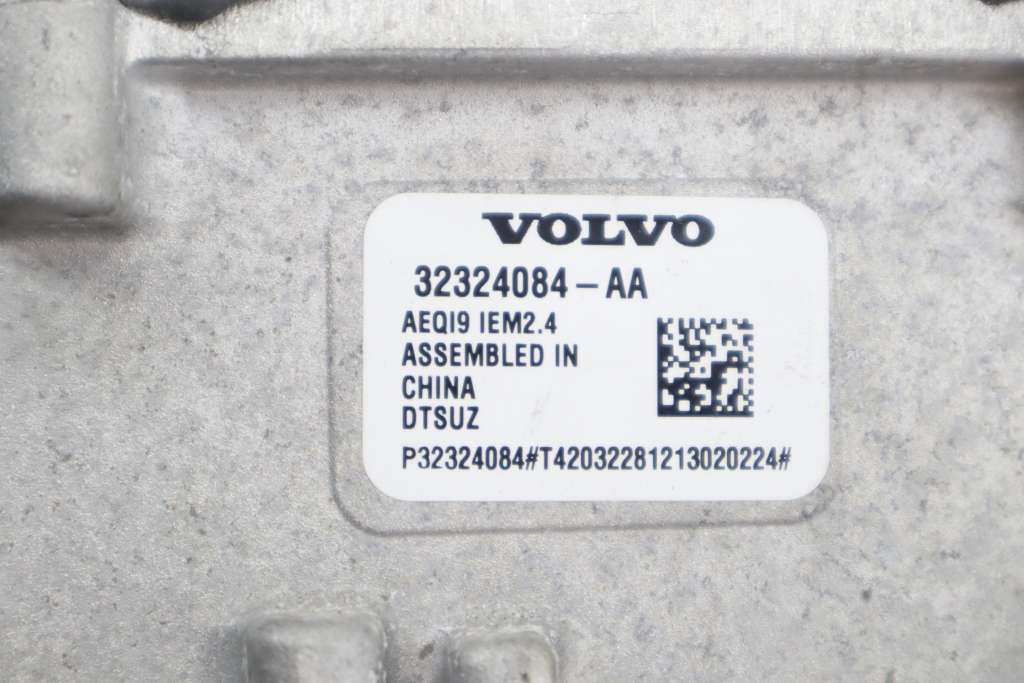 VOLVO
32324084-AA
AEQI9 IEM2.4
ASSEMBLED IN
CHINA
DTSUZ
P32324084#T42032281213020224#